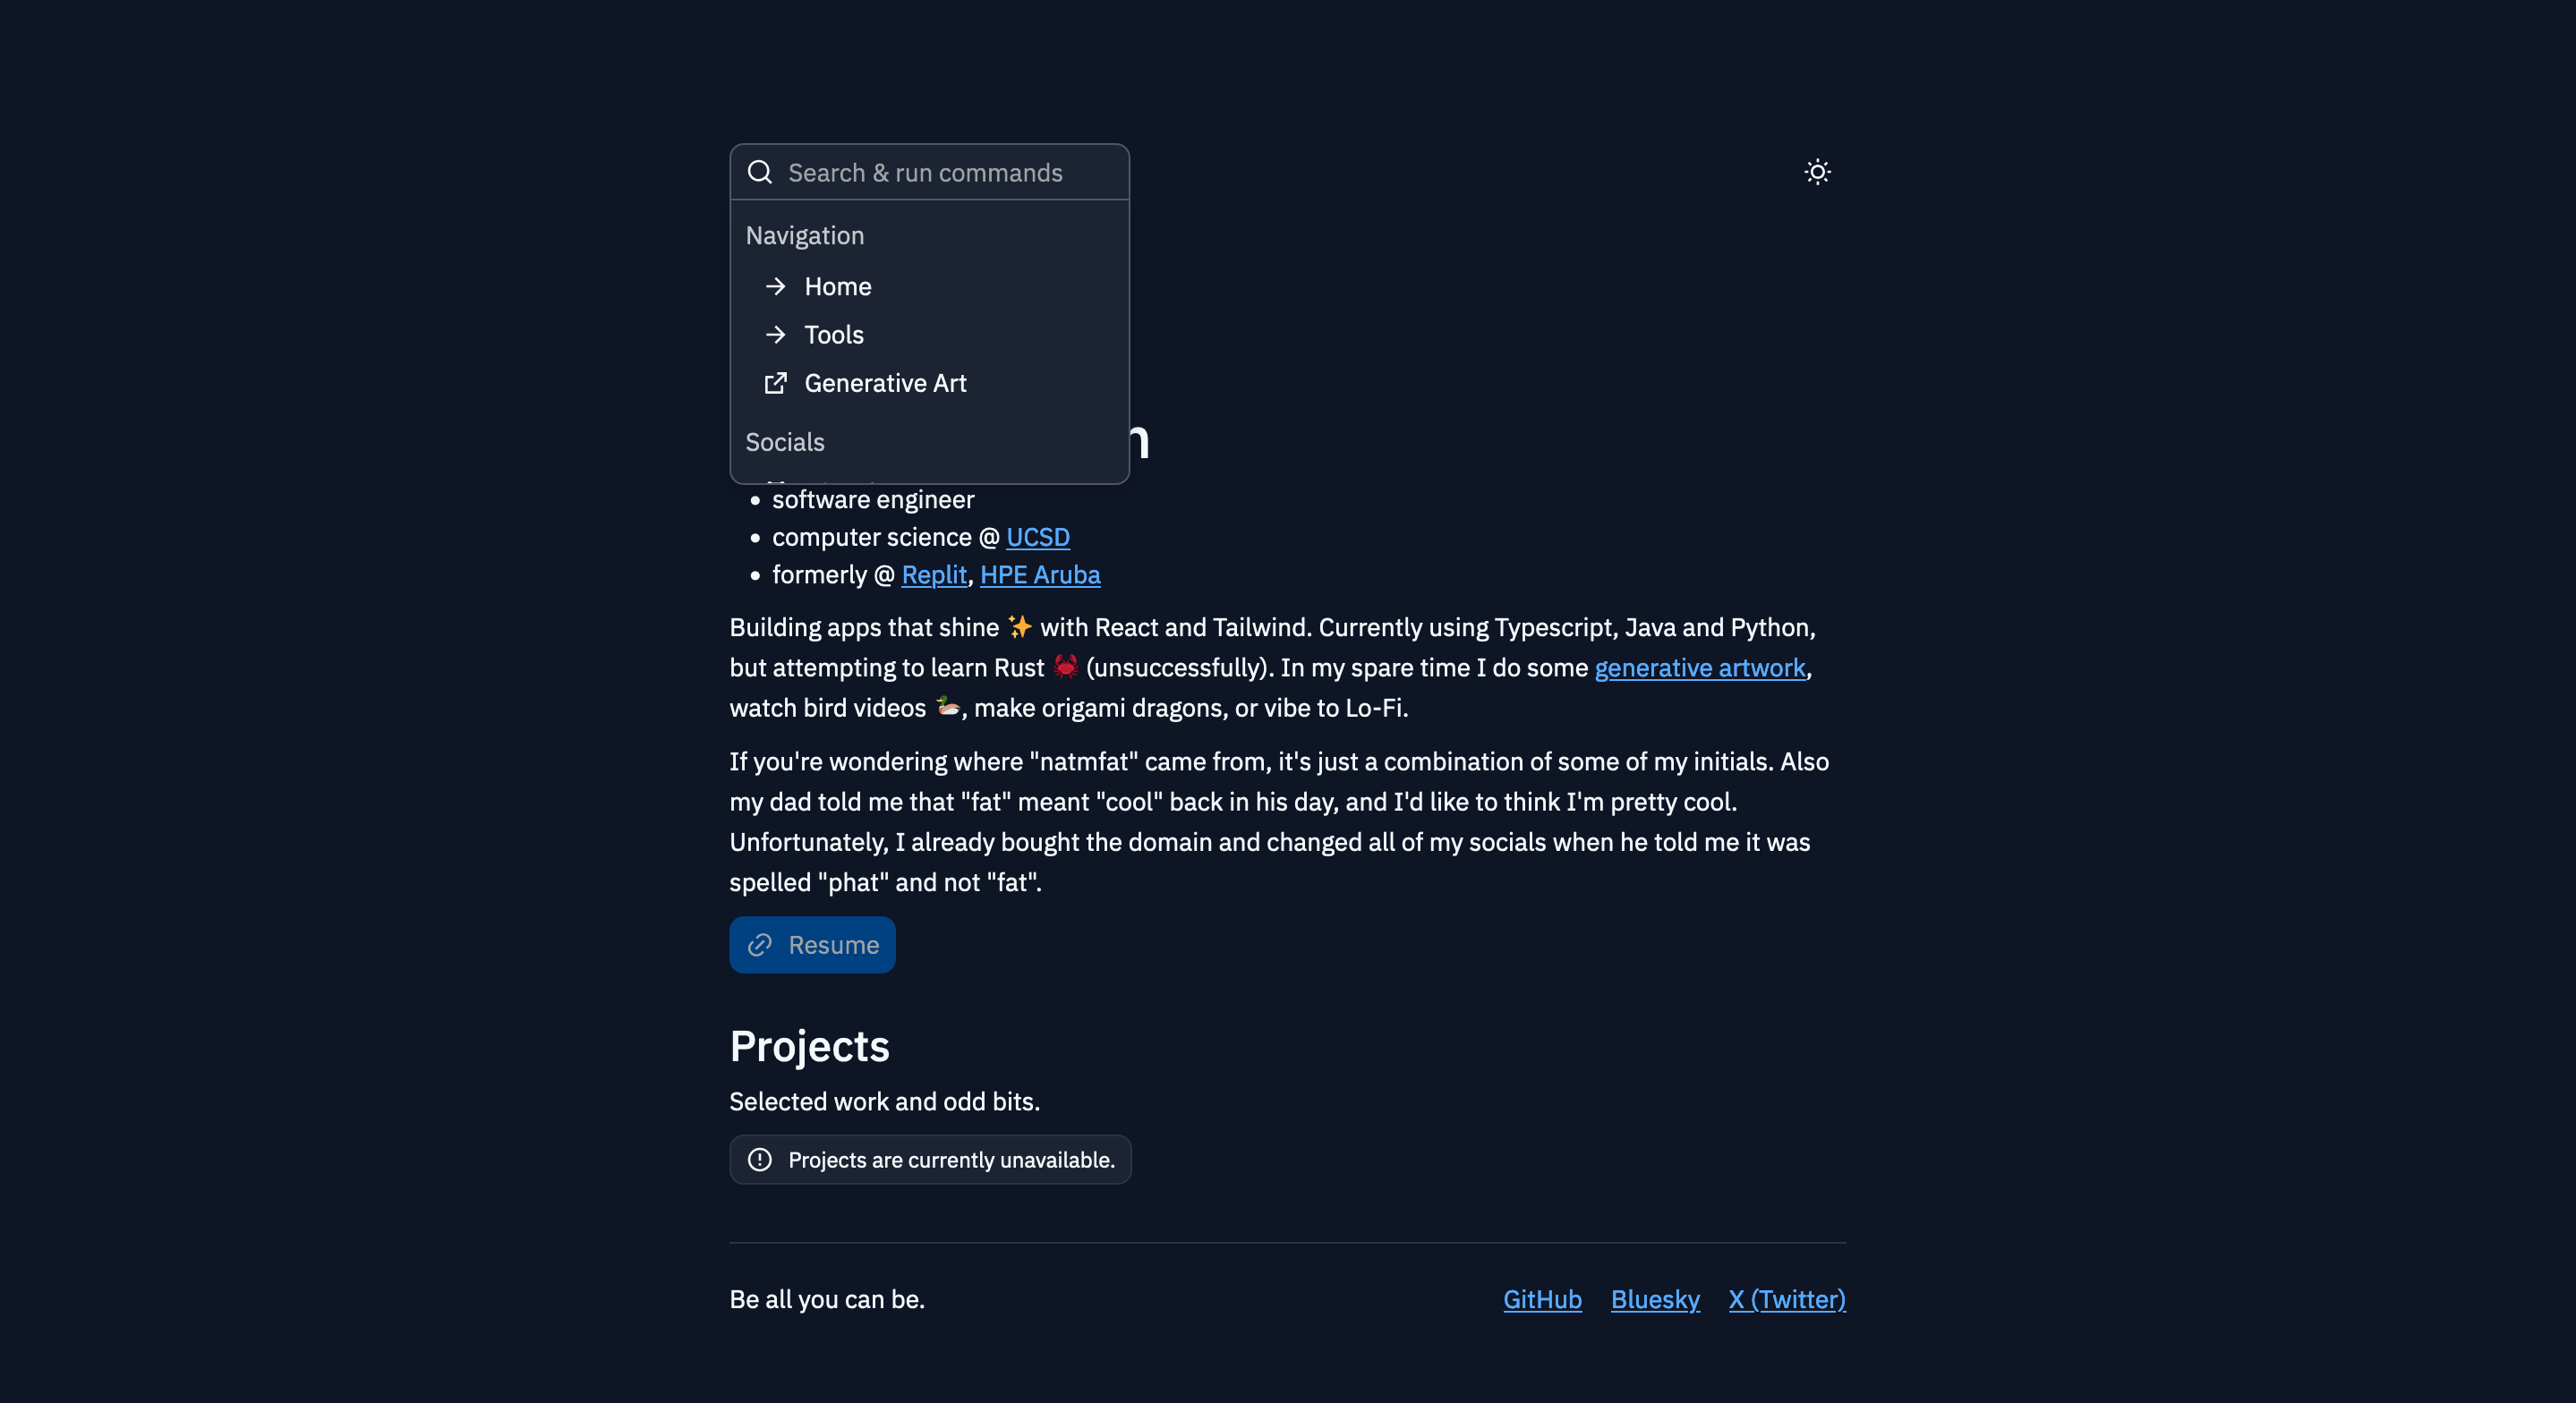 Search & run commands
Navigation
Home
Tools
Generative Art
Socials
software engineer
computer science @ UCSD
formerly @ Replit, HPE Aruba
Building apps that shine ✨ with React and Tailwind. Currently using Typescript, Java and Python,
but attempting to learn Rust 🦀 (unsuccessfully). In my spare time I do some generative artwork,
watch bird videos 🦆, make origami dragons, or vibe to Lo-Fi.
If you're wondering where "natmfat" came from, it's just a combination of some of my initials. Also
my dad told me that "fat" meant "cool" back in his day, and I'd like to think I'm pretty cool.
Unfortunately, I already bought the domain and changed all of my socials when he told me it was
spelled "phat" and not "fat".
Resume
Projects
Selected work and odd bits.
Projects are currently unavailable.
Be all you can be.
GitHub Bluesky X (Twitter)